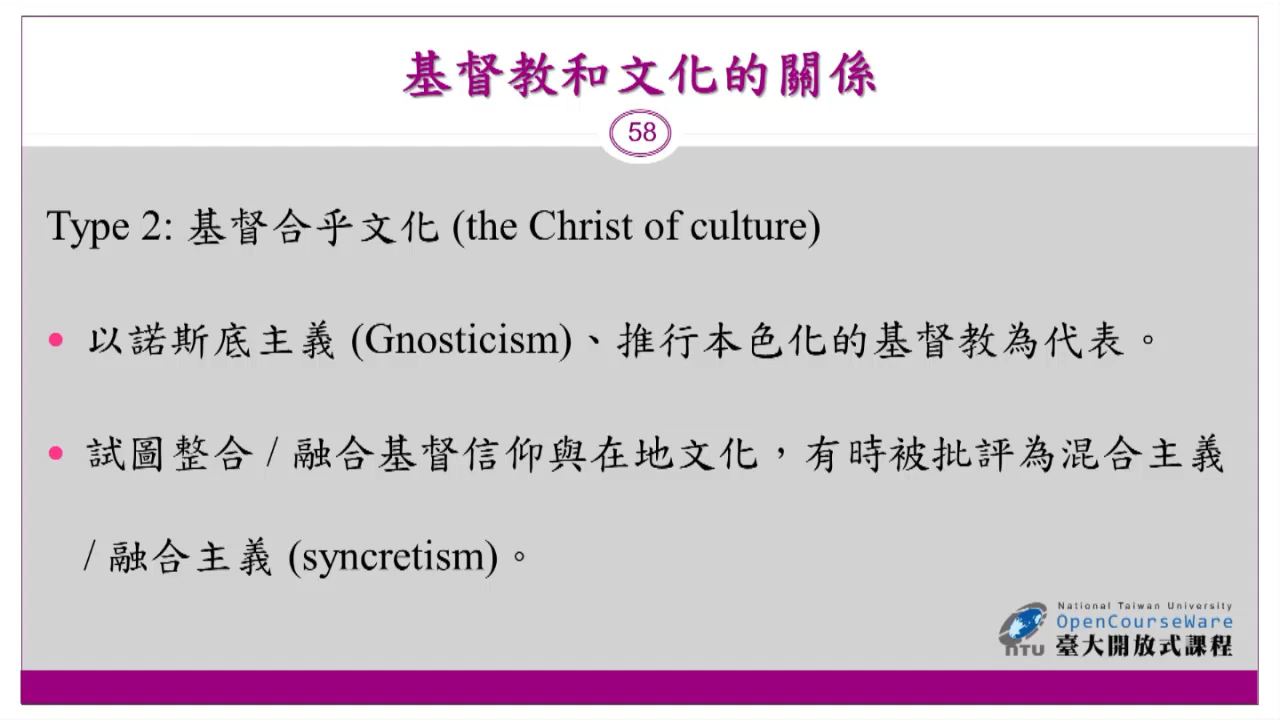 基督教和文化的關係
58
Type 2: 基督合乎文化 (the Christ of culture)
• 以諾斯底主義 (Gnosticism)、推行本色化的基督教為代表。
• 試圖整合 / 融合基督信仰與在地文化，有時被批評為混合主義
/ 融合主義 (syncretism)。
National Taiwan University
OpenCourseWare
NTU 臺大開放式課程